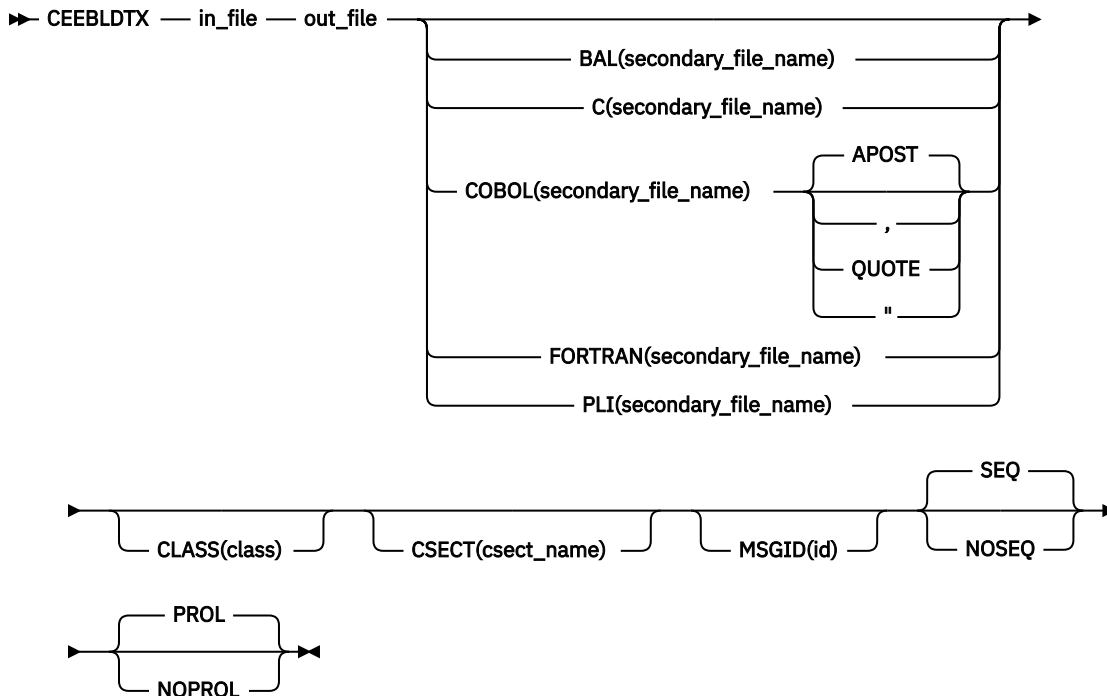 CEEBLDTX in_file out_file
BAL(secondary_file_name)
C(secondary_file_name)
APOST
COBOL(secondary_file_name)
,
QUOTE
"
FORTRAN(secondary_file_name)
PLI(secondary_file_name)
SEQ
CLASS(class) CSECT(csect_name) MSGID(id) NOSEQ
PROL
NOPROL